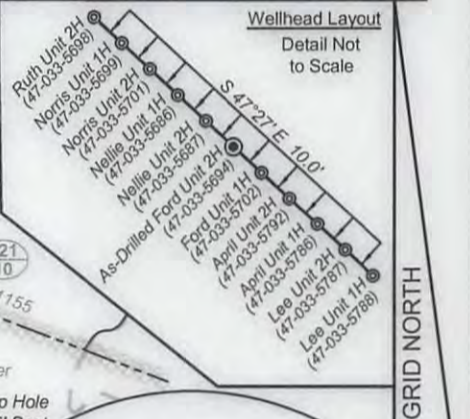 Wellhead Layout
Detail Not
to Scale
S 47°27' E 10.0'
Ruth Unit 2H
(47-033-5698)
Norris Unit 1H
(47-033-5699)
Norris Unit 2H
(47-033-5701)
Nellie Unit 1H
(47-033-5686)
Nellie Unit 2H
(47-033-5687)
As-Drilled Ford Unit 2H
(47-033-5694)
Ford Unit 1H
(47-033-5702)
April Unit 2H
(47-033-5792)
April Unit 1H
(47-033-5786)
Lee Unit 2H
(47-033-5787)
Lee Unit 1H
(47-033-5788)
GRID NORTH
21
10
1155
er
p Hole